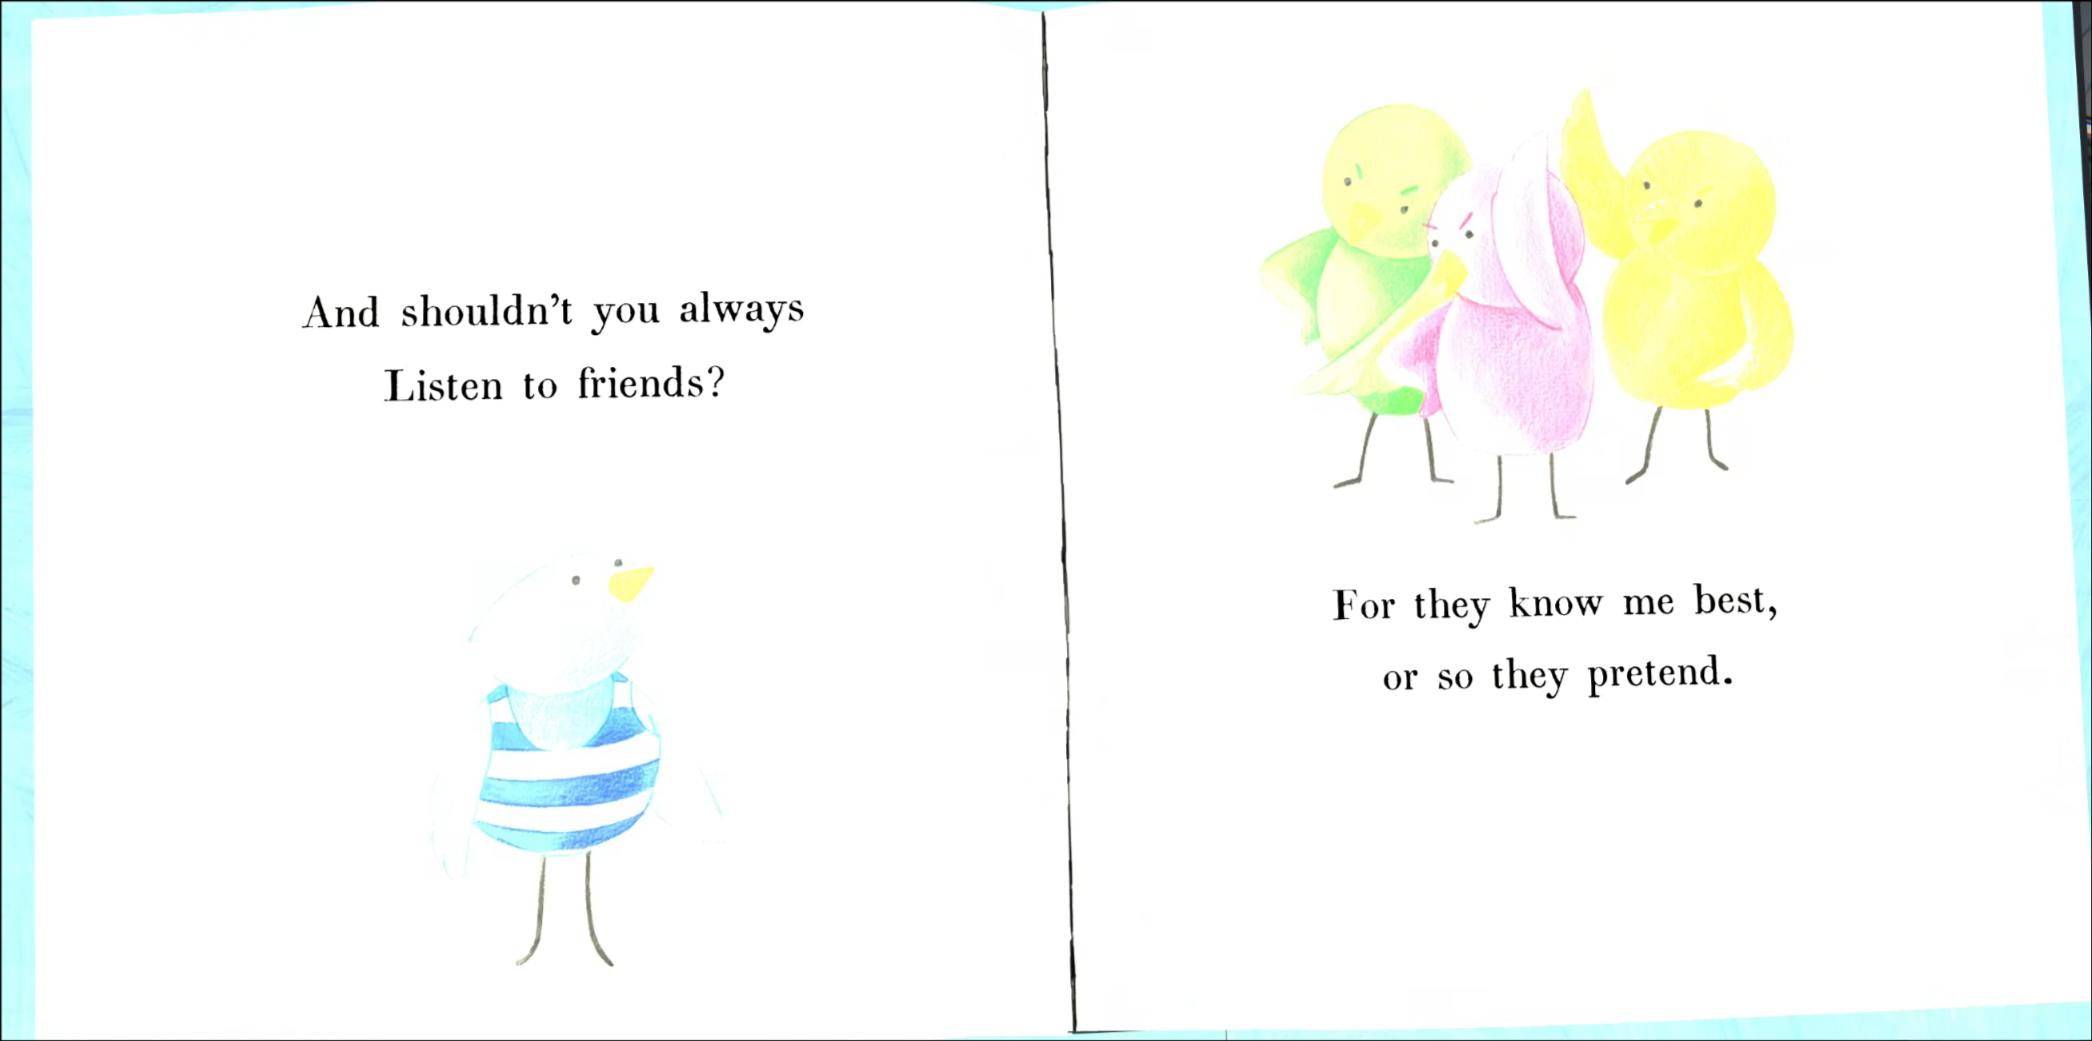 And shouldn't you always
Listen to friends?
For they know me best,
or so they pretend.